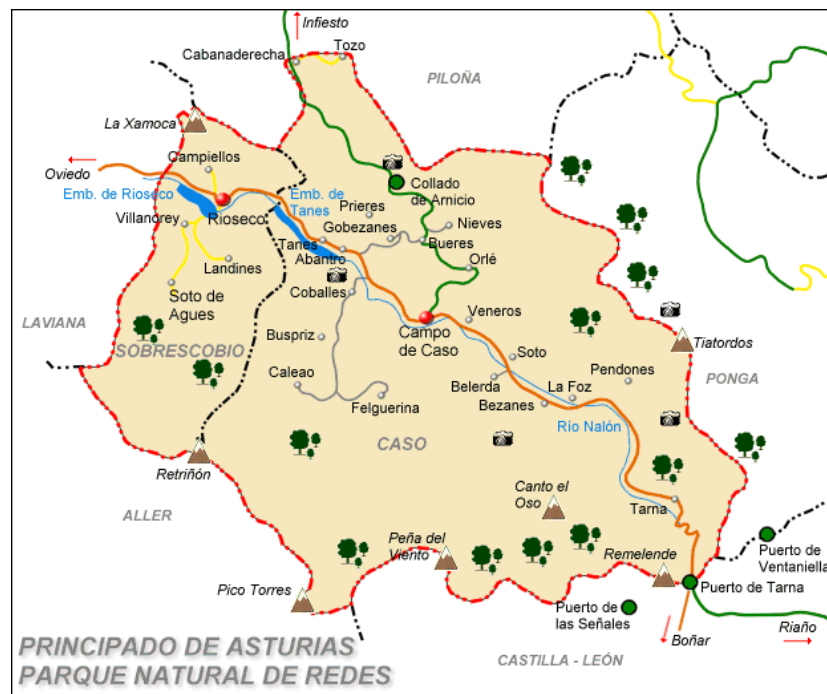 Infiesto
Tozo
Cabanaderecha
PILOÑA
La Xamoca
Campiellos
Oviedo
Collado
de Arnicio
Emb. de Rioseco
Emb. de
Tanes
Prieres
Villamorey
Rioseco
Gobezanes
Nieves
Tanes
Bueres
Abantro
Orlé
Landines
Soto de
Agues
Coballes
Veneros
LAVIANA
Campo
de Caso
Buspriz
Tiatordos
SOBRESCOBIO
Soto
Pendones
PONGA
Caleao
Belerda
La Foz
Felguerina
Bezanes
Río Nalón
CASO
Retriñón
Canto el
Oso
Tarna
ALLER
Peña del
Viento
Remelende
Puerto de
Ventaniella
Pico Torres
Puerto de Tarna
Puerto de
las Señales
Boñar
Riaño
PRINCIPADO DE ASTURIAS
PARQUE NATURAL DE REDES
CASTILLA - LEÓN